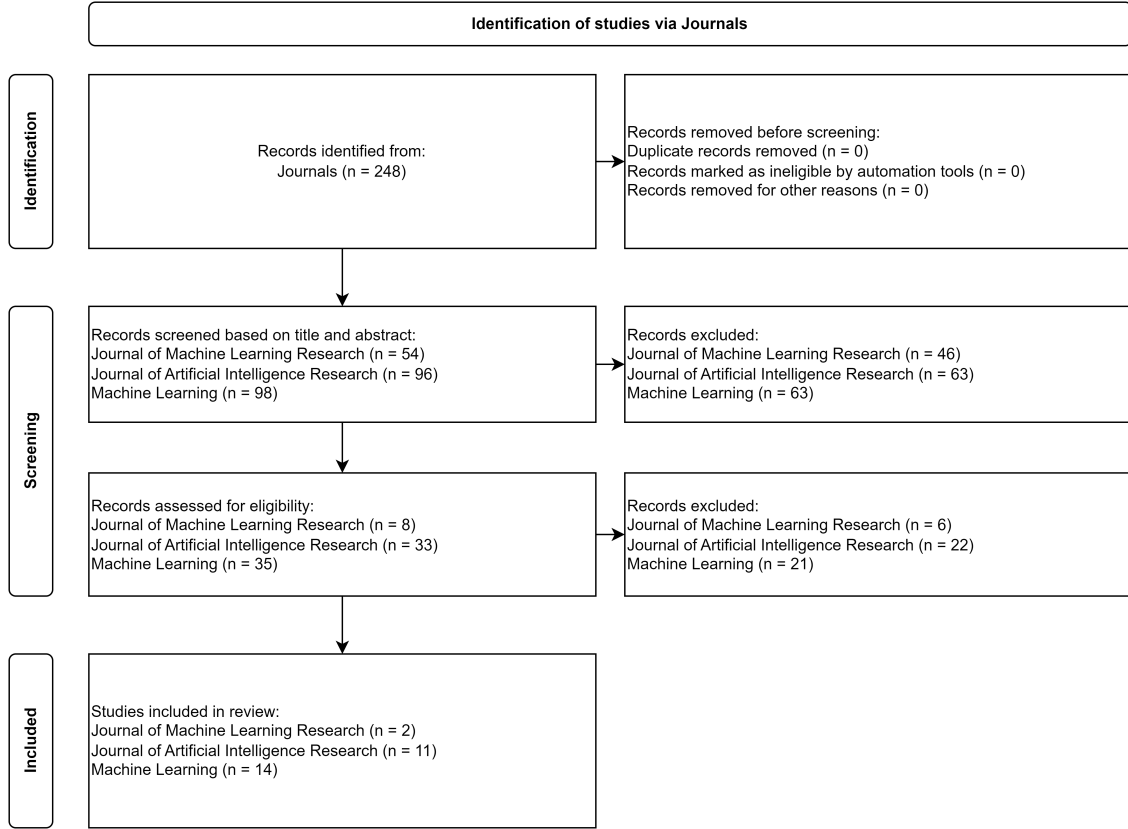 Identification of studies via Journals
Identification
Records identified from:
Journals (n = 248)
Records removed before screening:
Duplicate records removed (n = 0)
Records marked as ineligible by automation tools (n = 0)
Records removed for other reasons (n = 0)
Screening
Records screened based on title and abstract:
Journal of Machine Learning Research (n = 54)
Journal of Artificial Intelligence Research (n = 96)
Machine Learning (n = 98)
Records excluded:
Journal of Machine Learning Research (n = 46)
Journal of Artificial Intelligence Research (n = 63)
Machine Learning (n = 63)
Records assessed for eligibility:
Journal of Machine Learning Research (n = 8)
Journal of Artificial Intelligence Research (n = 33)
Machine Learning (n = 35)
Records excluded:
Journal of Machine Learning Research (n = 6)
Journal of Artificial Intelligence Research (n = 22)
Machine Learning (n = 21)
Included
Studies included in review:
Journal of Machine Learning Research (n = 2)
Journal of Artificial Intelligence Research (n = 11)
Machine Learning (n = 14)